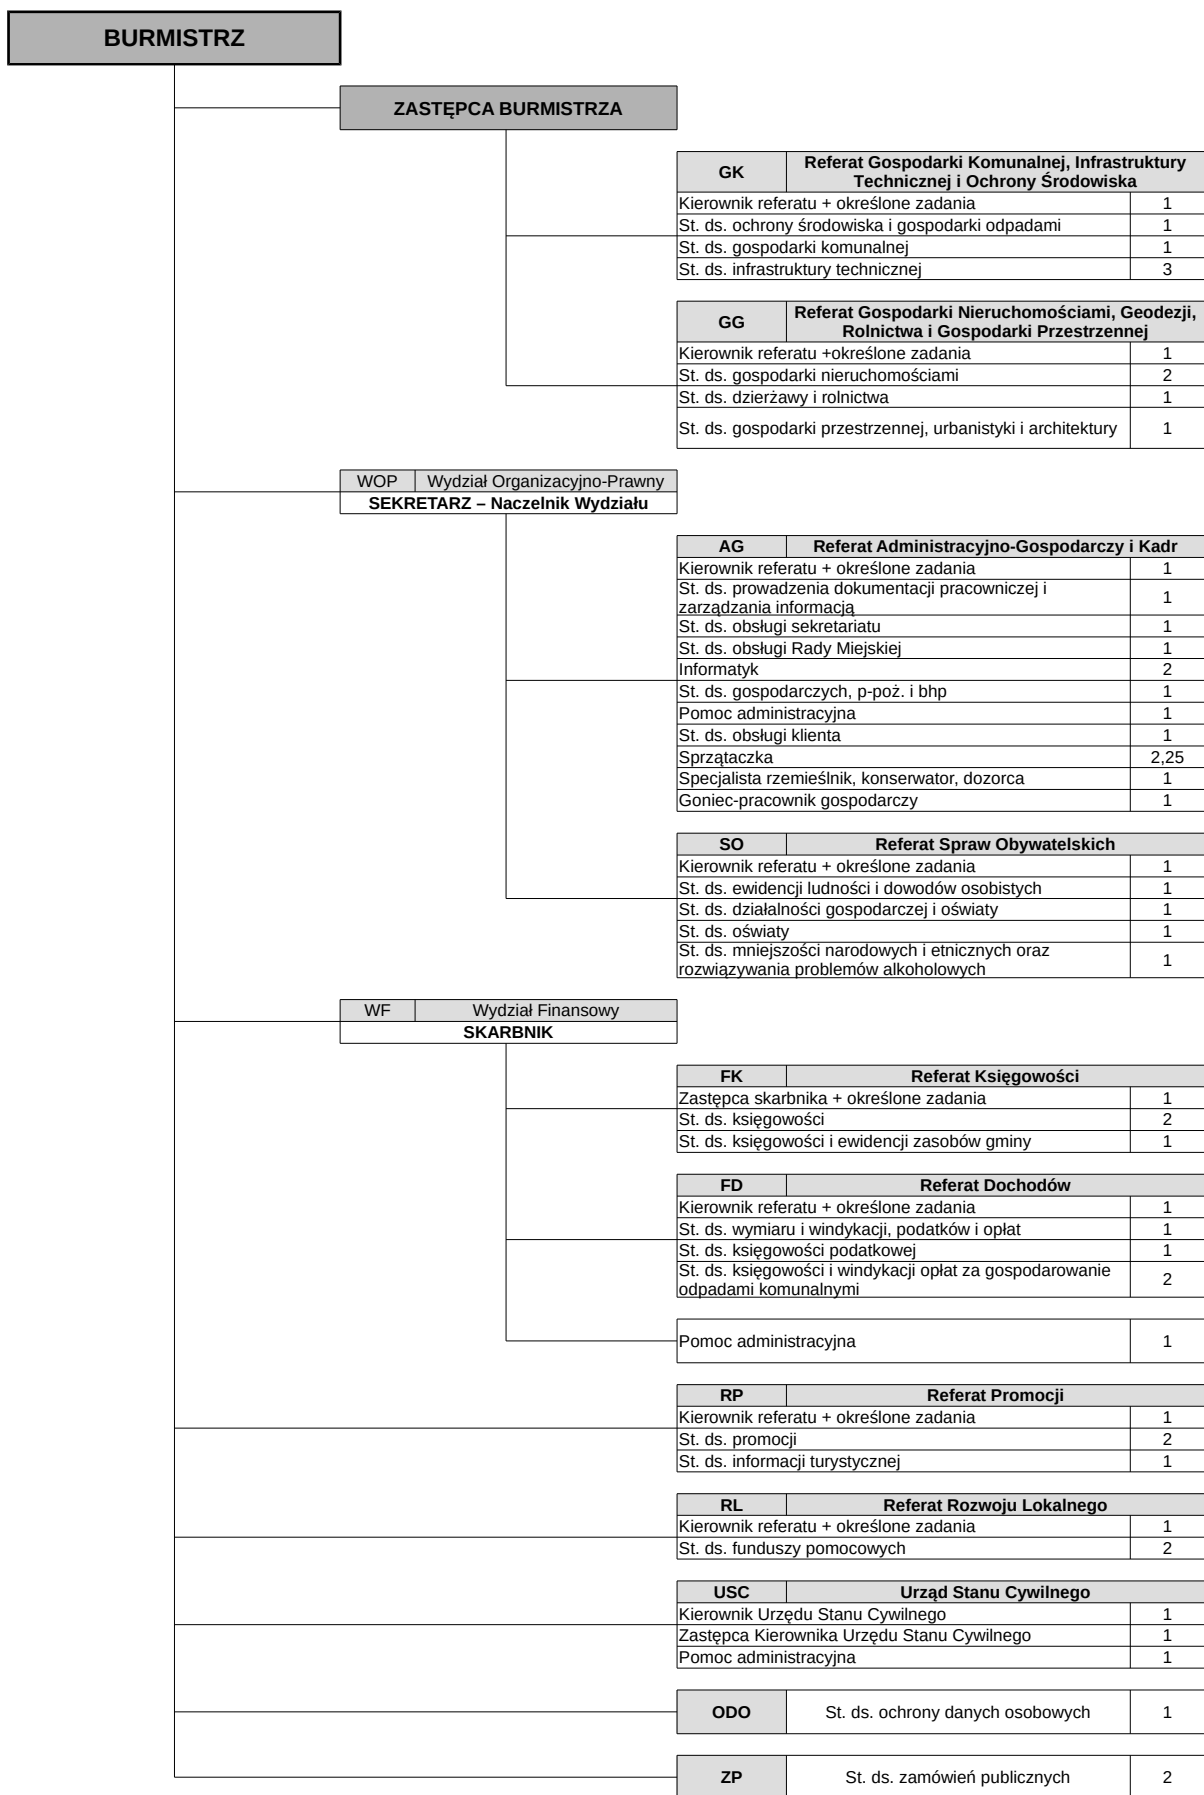 BURMISTRZ
ZASTĘPCA BURMISTRZA
GK Referat Gospodarki Komunalnej, Infrastruktury
Technicznej i Ochrony Środowiska
Kierownik referatu + określone zadania 1
St. ds. ochrony środowiska i gospodarki odpadami 1
St. ds. gospodarki komunalnej 1
St. ds. infrastruktury technicznej 3
GG Referat Gospodarki Nieruchomościami, Geodezji,
Rolnictwa i Gospodarki Przestrzennej
Kierownik referatu +określone zadania 1
St. ds. gospodarki nieruchomościami 2
St. ds. dzierżawy i rolnictwa 1
St. ds. gospodarki przestrzennej, urbanistyki i architektury 1
WOP Wydział Organizacyjno-Prawny
SEKRETARZ – Naczelnik Wydziału
AG Referat Administracyjno-Gospodarczy i Kadr
Kierownik referatu + określone zadania 1
St. ds. prowadzenia dokumentacji pracowniczej i
zarządzania informacją 1
St. ds. obsługi sekretariatu 1
St. ds. obsługi Rady Miejskiej 1
Informatyk 2
St. ds. gospodarczych, p-poż. i bhp 1
Pomoc administracyjna 1
St. ds. obsługi klienta 1
Sprzątaczka 2,25
Specjalista rzemieślnik, konserwator, dozorca 1
Goniec-pracownik gospodarczy 1
SO Referat Spraw Obywatelskich
Kierownik referatu + określone zadania 1
St. ds. ewidencji ludności i dowodów osobistych 1
St. ds. działalności gospodarczej i oświaty 1
St. ds. oświaty 1
St. ds. mniejszości narodowych i etnicznych oraz
rozwiązywania problemów alkoholowych 1
WF Wydział Finansowy
SKARBNIK
FK Referat Księgowości
Zastępca skarbnika + określone zadania 1
St. ds. księgowości 2
St. ds. księgowości i ewidencji zasobów gminy 1
FD Referat Dochodów
Kierownik referatu + określone zadania 1
St. ds. wymiaru i windykacji, podatków i opłat 1
St. ds. księgowości podatkowej 1
St. ds. księgowości i windykacji opłat za gospodarowanie
odpadami komunalnymi 2
Pomoc administracyjna 1
RP Referat Promocji
Kierownik referatu + określone zadania 1
St. ds. promocji 2
St. ds. informacji turystycznej 1
RL Referat Rozwoju Lokalnego
Kierownik referatu + określone zadania 1
St. ds. funduszy pomocowych 2
USC Urząd Stanu Cywilnego
Kierownik Urzędu Stanu Cywilnego 1
Zastępca Kierownika Urzędu Stanu Cywilnego 1
Pomoc administracyjna 1
ODO St. ds. ochrony danych osobowych 1
ZP St. ds. zamówień publicznych 2